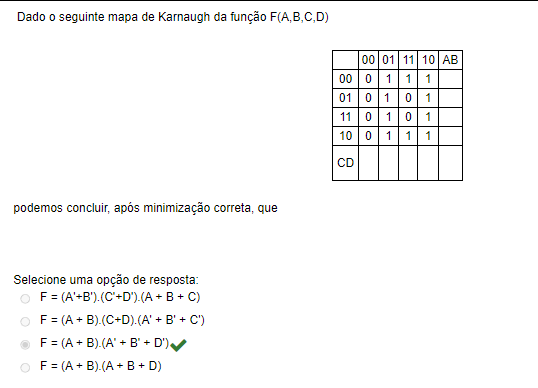 Dado o seguinte mapa de Karnaugh da função F(A,B,C,D)
00 01 11 10 AB
00 0 1 1 1
01 0 1 0 1
11 0 1 0 1
10 0 1 1 1
CD
podemos concluir, após minimização correta, que
Selecione uma opção de resposta:
F = (A'+B').(C'+D').(A + B + C)
F = (A + B).(C+D).(A' + B' + C')
F = (A + B).(A' + B' + D')
F = (A + B).(A + B + D)